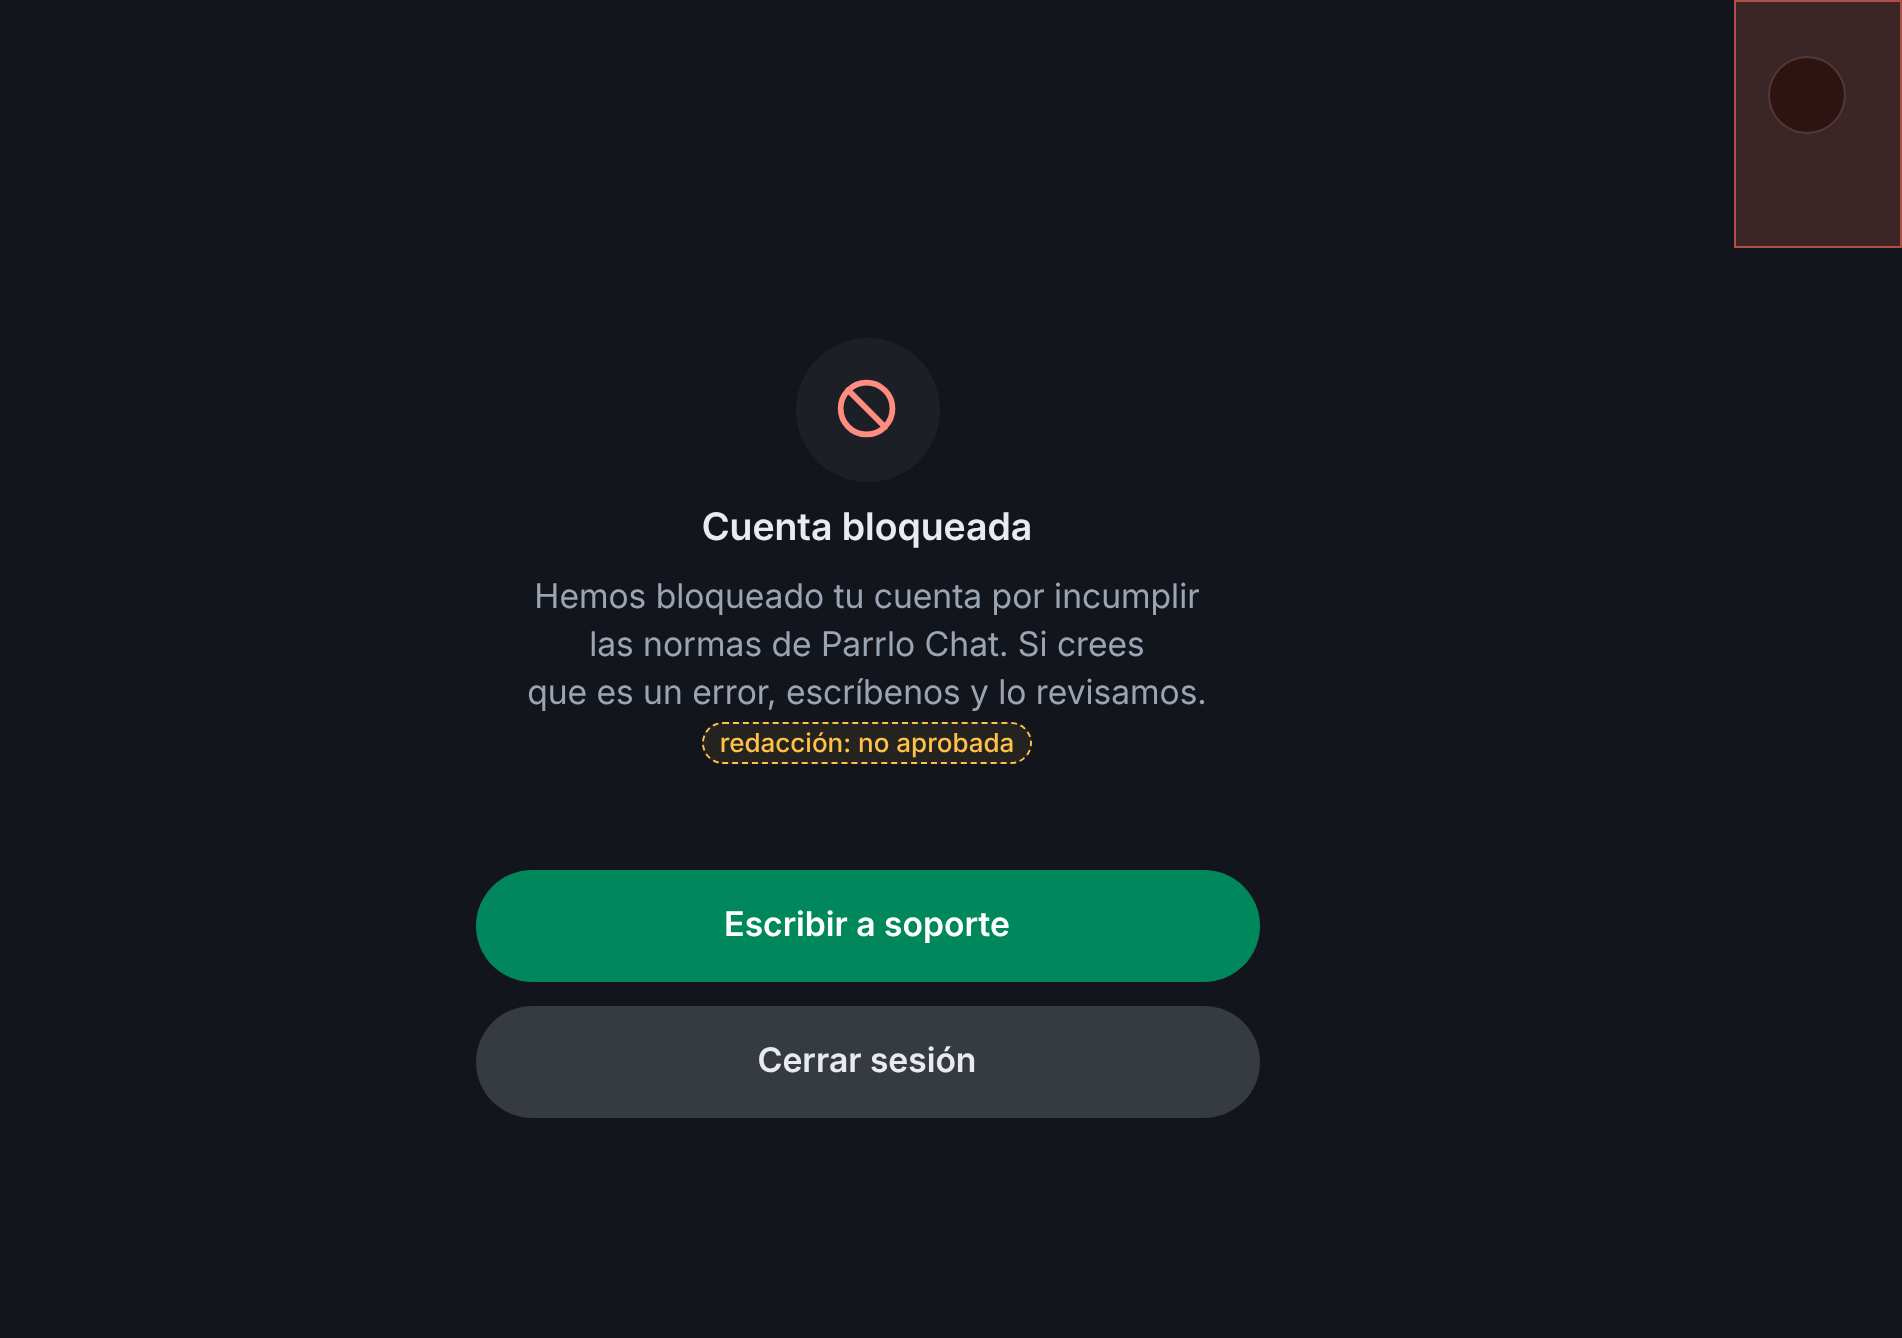 Cuenta bloqueada
Hemos bloqueado tu cuenta por incumplir
las normas de Parrlo Chat. Si crees
que es un error, escríbenos y lo revisamos.
redacción: no aprobada
Escribir a soporte
Cerrar sesión